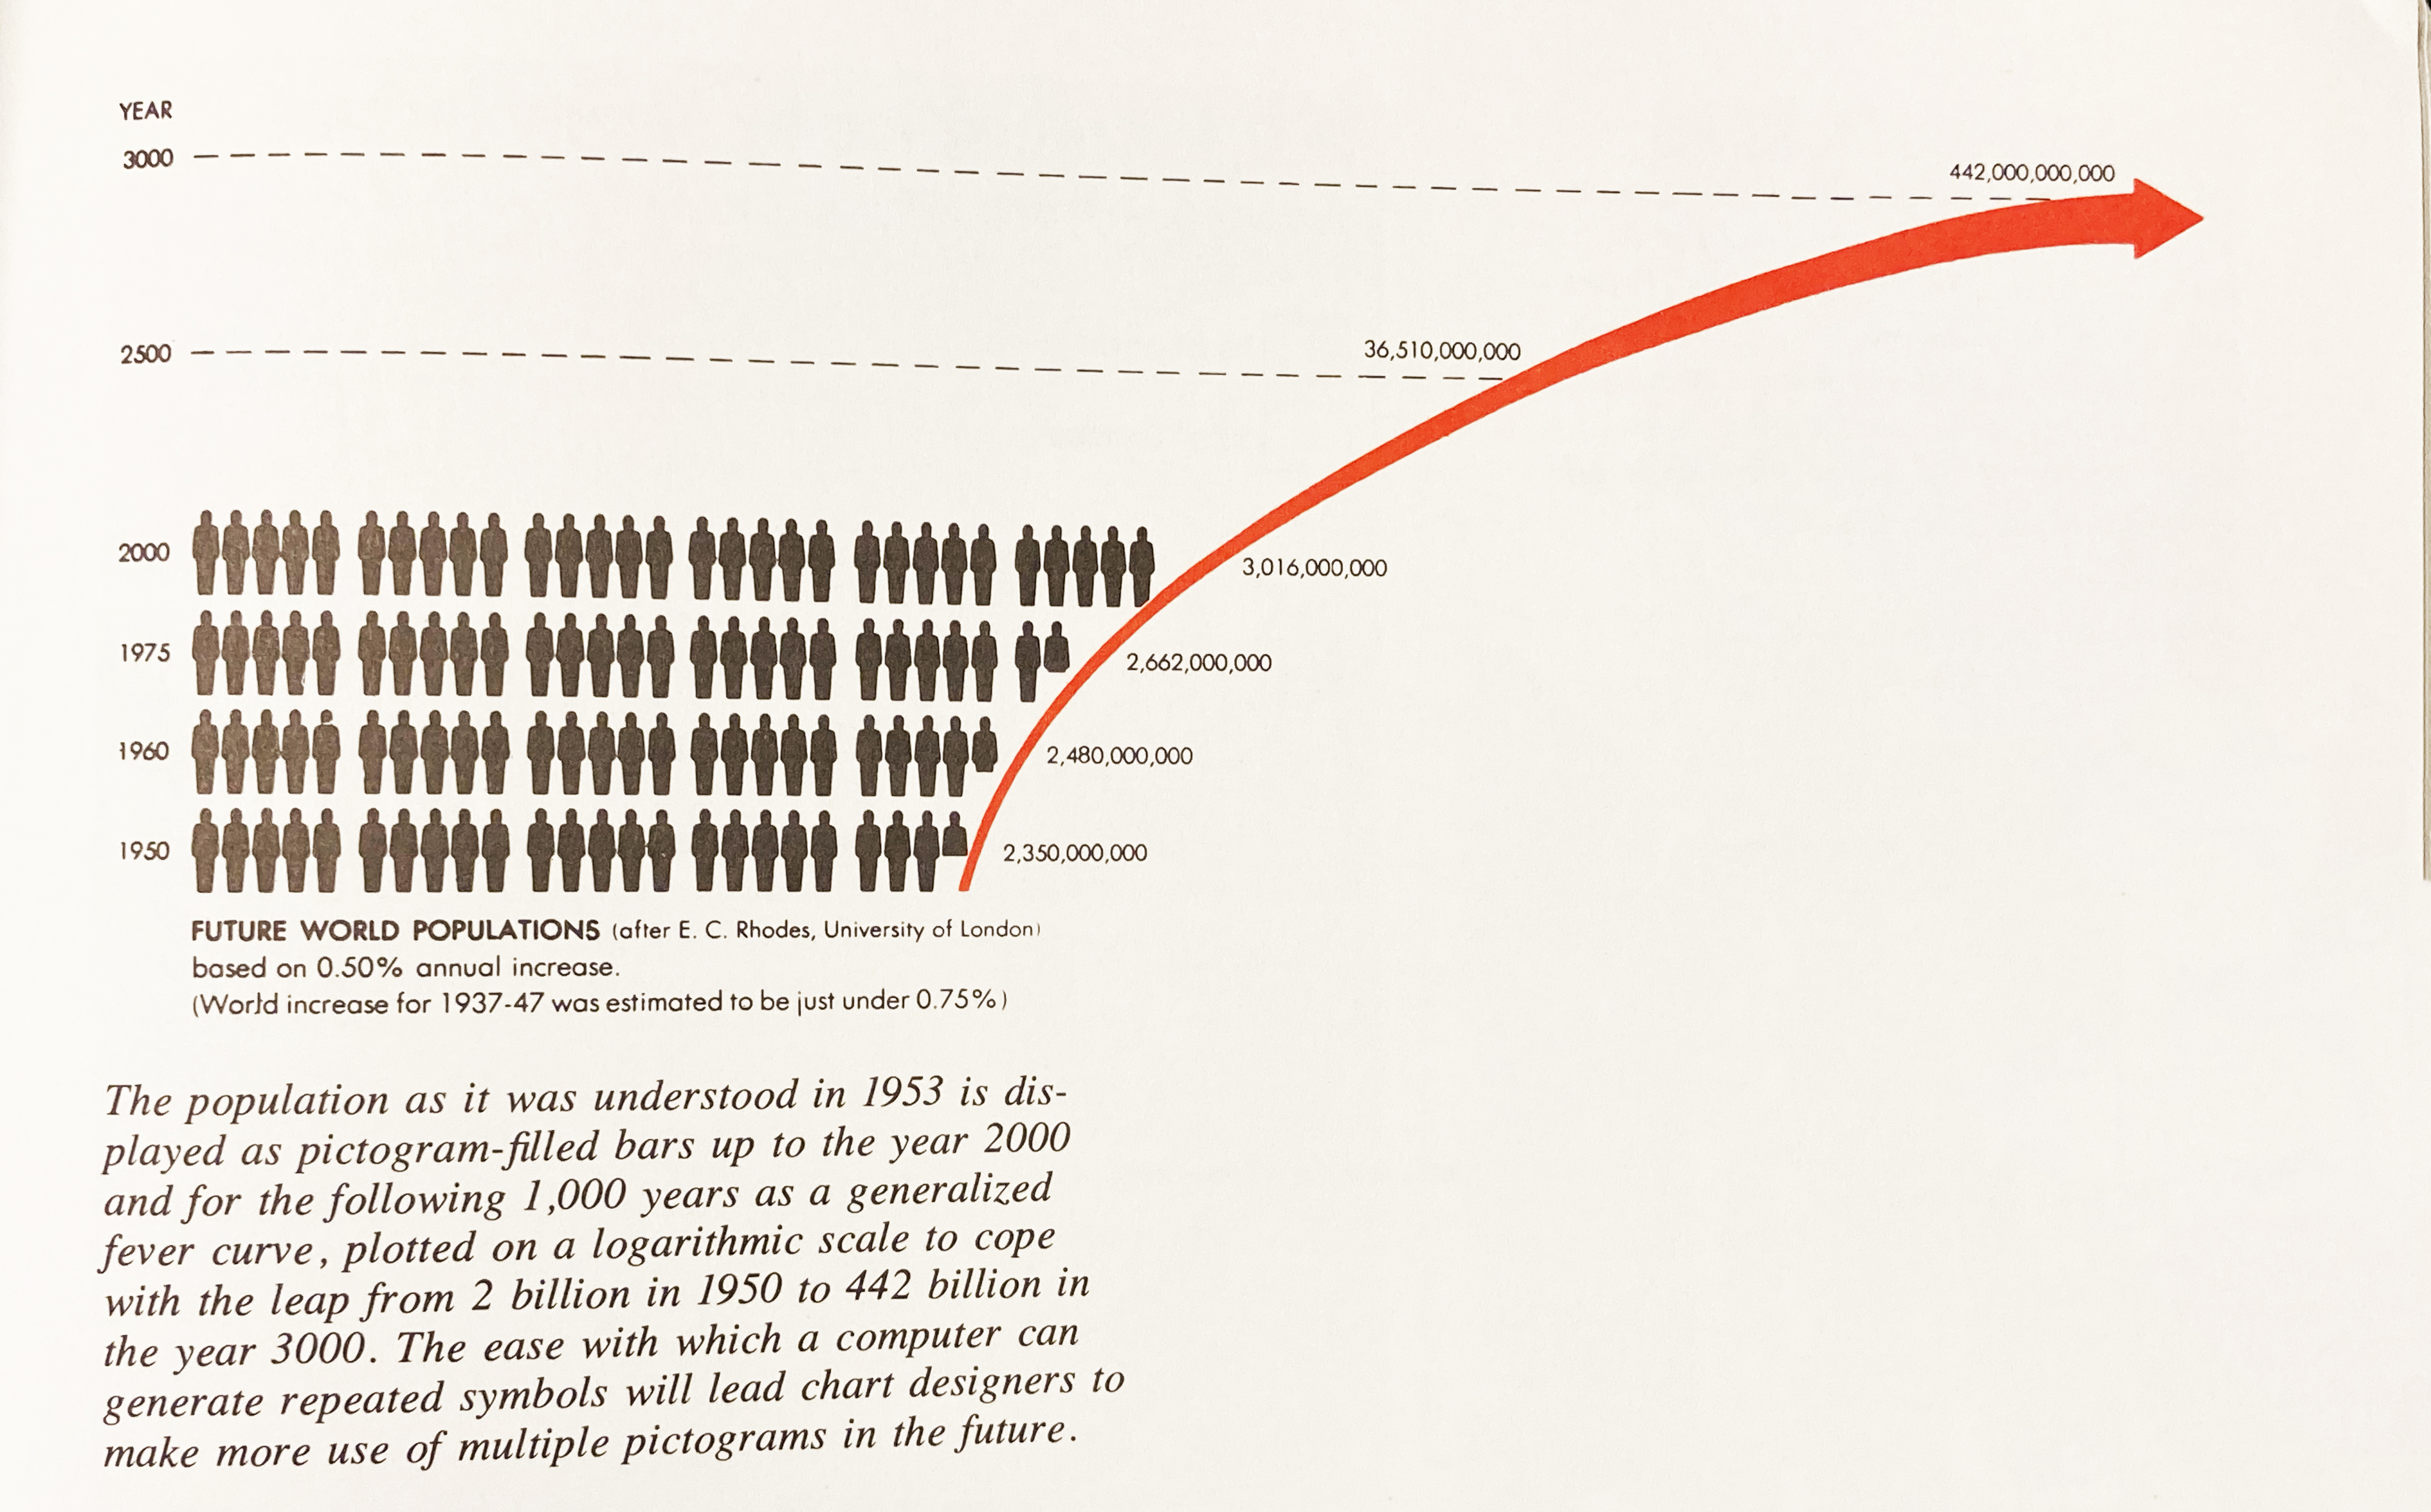 YEAR
3000
442,000,000,000
2500
36,510,000,000
2000
3,016,000,000
1975
2,662,000,000
1960
2,480,000,000
1950
2,350,000,000
FUTURE WORLD POPULATIONS (after E. C. Rhodes, University of London)
based on 0.50% annual increase.
(World increase for 1937-47 was estimated to be just under 0.75%)
The population as it was understood in 1953 is dis-
played as pictogram-filled bars up to the year 2000
and for the following 1,000 years as a generalized
fever curve, plotted on a logarithmic scale to cope
with the leap from 2 billion in 1950 to 442 billion in
the year 3000. The ease with which a computer can
generate repeated symbols will lead chart designers to
make more use of multiple pictograms in the future.